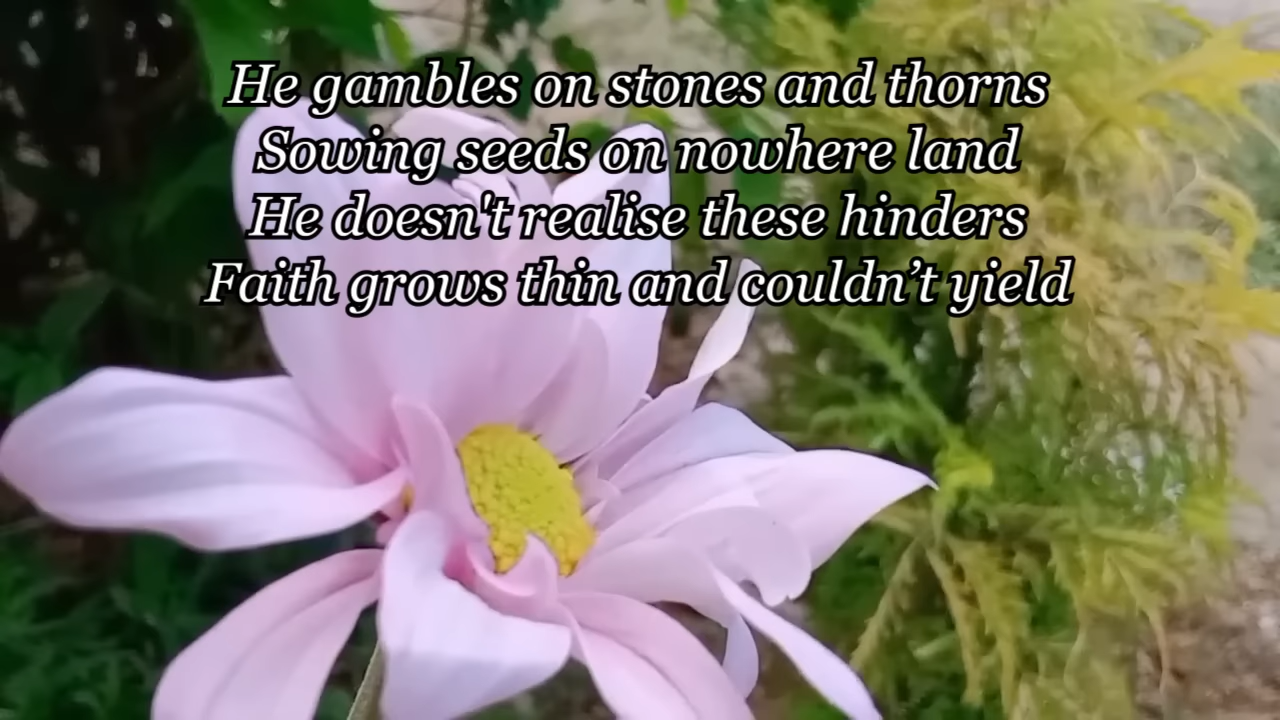 He gambles on stones and thorns
Sowing seeds on nowhere land
He doesn't realise these hinders
Faith grows thin and couldn’t yield